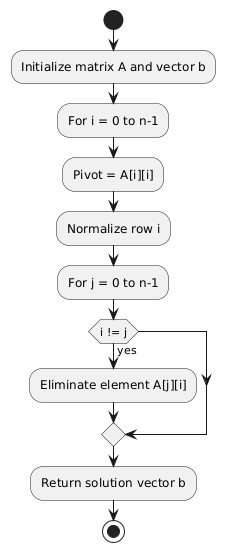 Initialize matrix A and vector b
For i = 0 to n-1
Pivot = A[i][i]
Normalize row i
For j = 0 to n-1
i != j
yes
Eliminate element A[j][i]
Return solution vector b